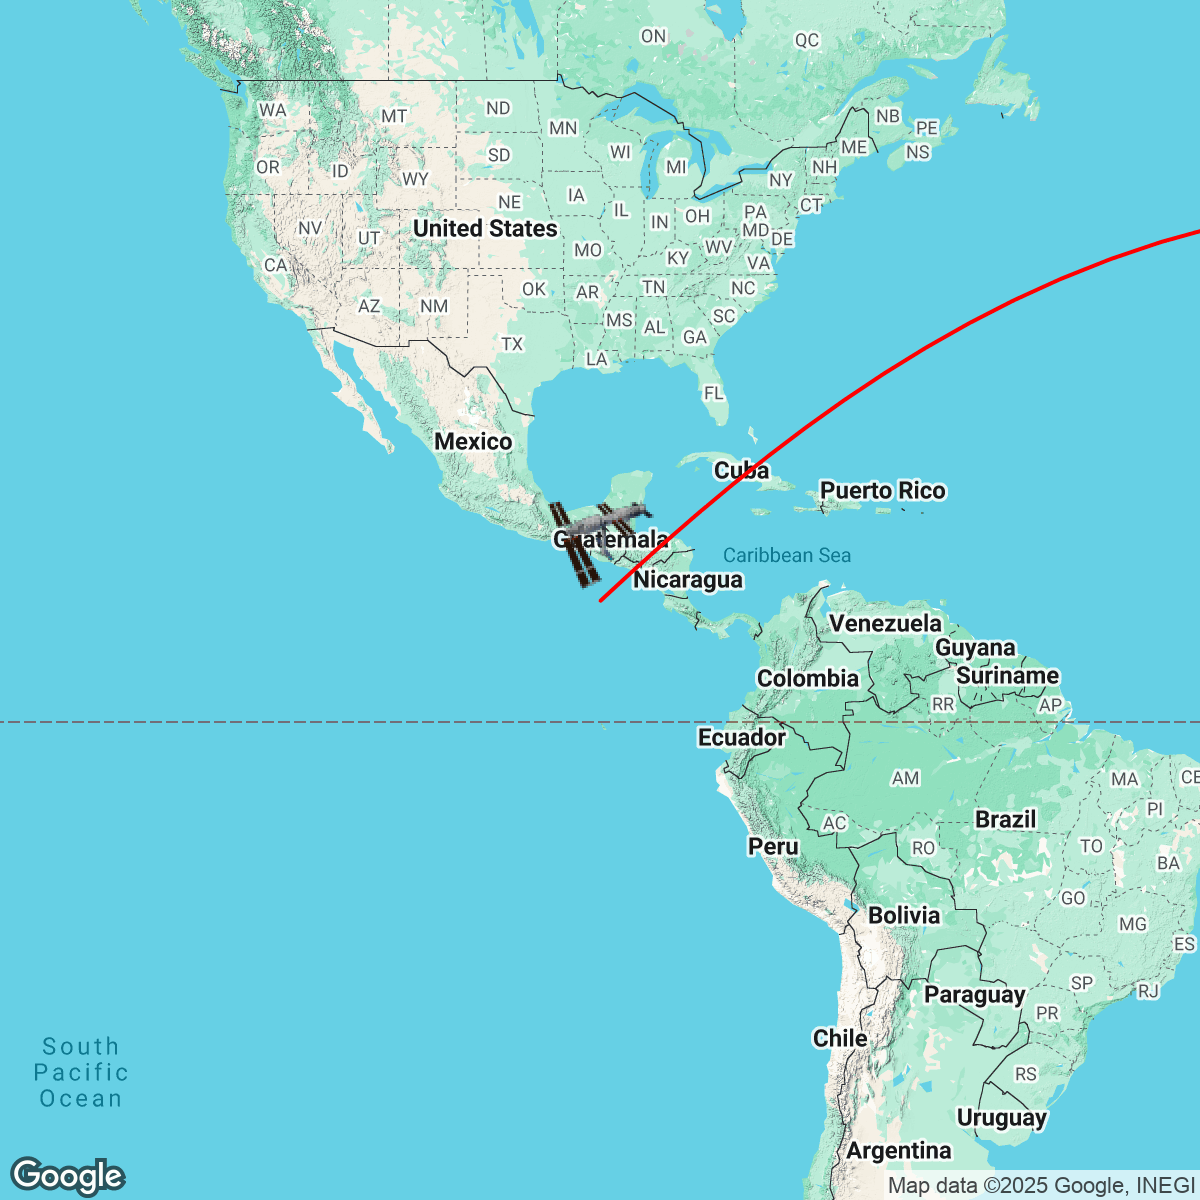 ON
QC
WA
MT
ND
MN
NB
PE
NS
ME
OR
ID
SD
WI
MI
NH
WY
NY
NE
IA
IL
IN
OH
PA
CT
NV
UT
United States
MO
KY
WV
MD
DE
VA
CA
AZ
NM
OK
AR
TN
NC
MS
AL
SC
GA
TX
LA
FL
Mexico
Cuba
Puerto Rico
Guatemala
Caribbean Sea
Nicaragua
Venezuela
Guyana
Colombia
Suriname
RR
AP
Ecuador
AM
MA
CE
PI
Peru
AC
Brazil
RO
TO
BA
GO
Bolivia
MG
ES
Paraguay
SP
RJ
PR
Chile
South
Pacific
Ocean
RS
Uruguay
Argentina
Google
Map data ©2025 Google, INEGI